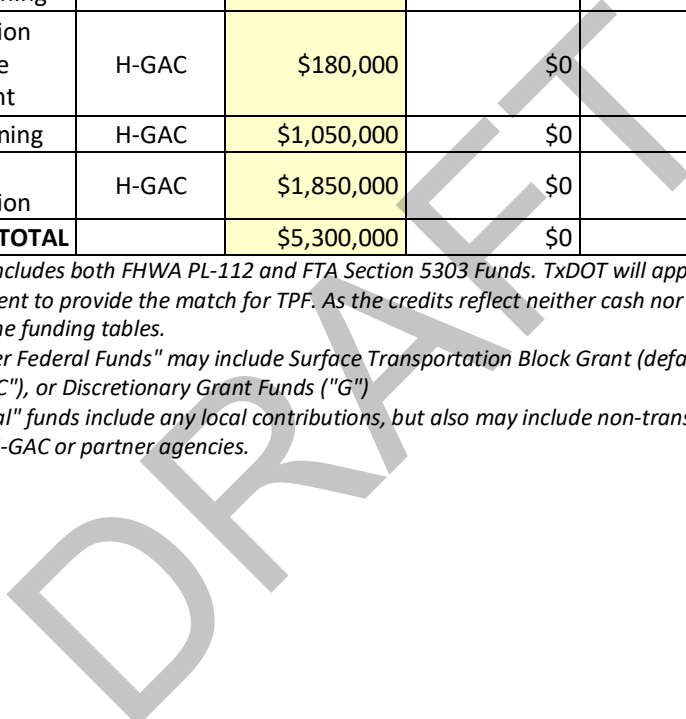 ning
ion
e
nt
H-GAC $180,000 $0
ning H-GAC $1,050,000 $0
ion
H-GAC $1,850,000 $0
TOTAL $5,300,000 $0
ncludes both FHWA PL-112 and FTA Section 5303 Funds. TxDOT will app
ent to provide the match for TPF. As the credits reflect neither cash nor
he funding tables.
er Federal Funds" may include Surface Transportation Block Grant (defa
C"), or Discretionary Grant Funds ("G")
al" funds include any local contributions, but also may include non-trans
-GAC or partner agencies.
DRAFT